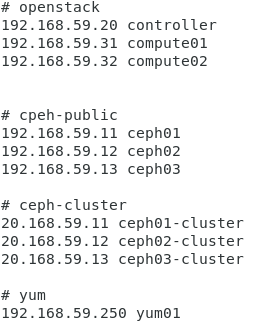 # openstack
192.168.59.20 controller
192.168.59.31 compute01
192.168.59.32 compute02
# cpeh-public
192.168.59.11 ceph01
192.168.59.12 ceph02
192.168.59.13 ceph03
# ceph-cluster
20.168.59.11 ceph01-cluster
20.168.59.12 ceph02-cluster
20.168.59.13 ceph03-cluster
# yum
192.168.59.250 yum01